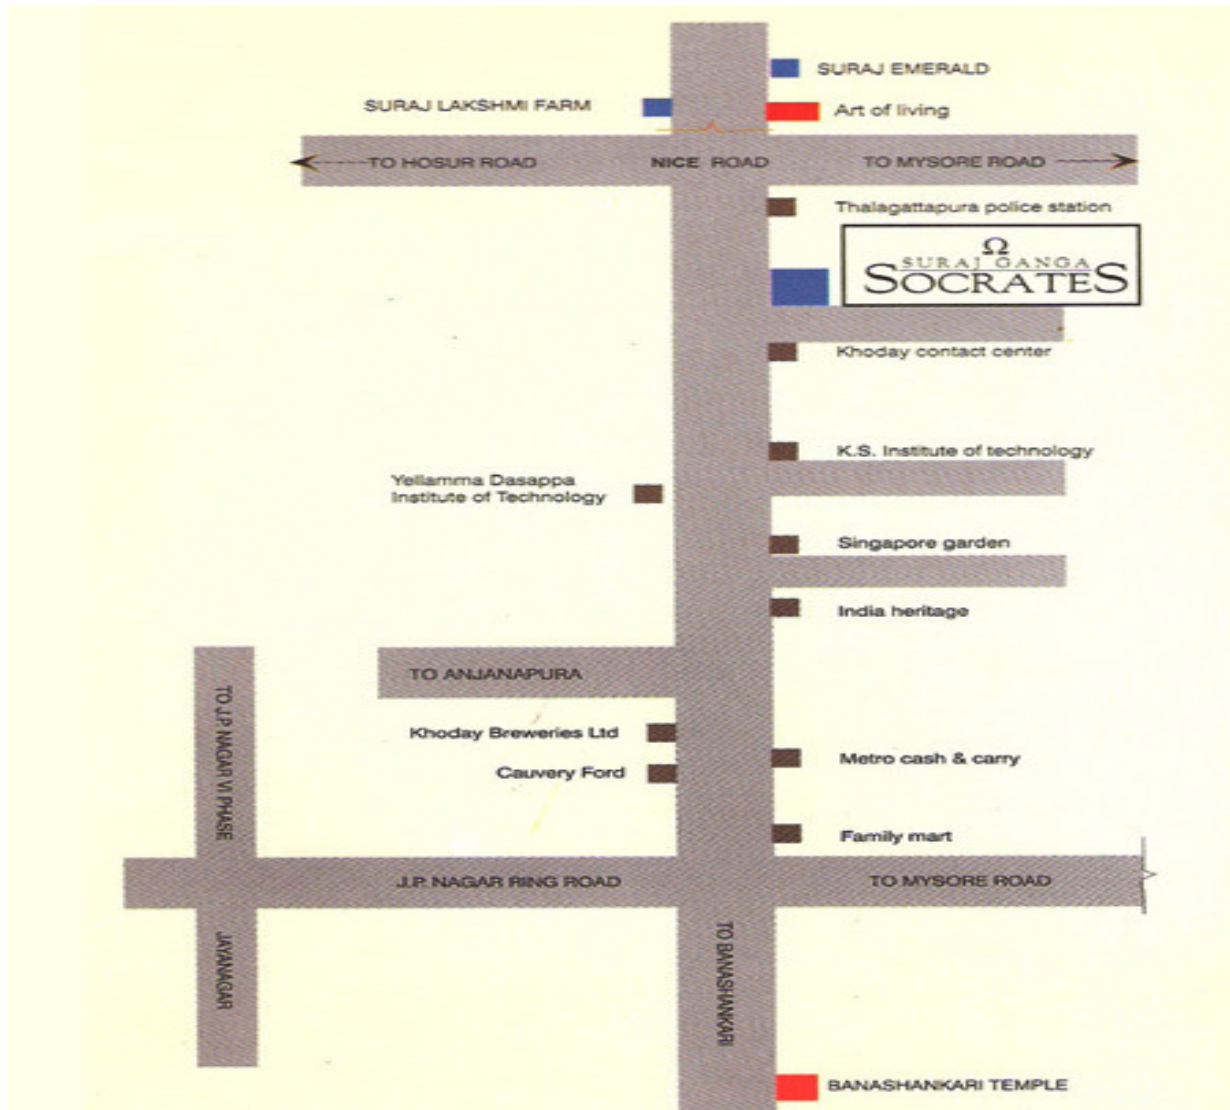 SURAJ EMERALD
SURAJ LAKSHMI FARM
Art of living
TO HOSUR ROAD
NICE ROAD
TO MYSORE ROAD
Thalagattapura police station
Ω
SURAJ GANGA
SOCRATES
Khoday contact center
K.S. Institute of technology
Yellamma Dasappa
Institute of Technology
Singapore garden
India heritage
TO ANJANAPURA
TO J.P. NAGAR VI PHASE
Khoday Breweries Ltd
Metro cash & carry
Cauvery Ford
Family mart
J.P. NAGAR RING ROAD
TO MYSORE ROAD
JAYANAGAR
TO BANASHANKARI
BANASHANKARI TEMPLE